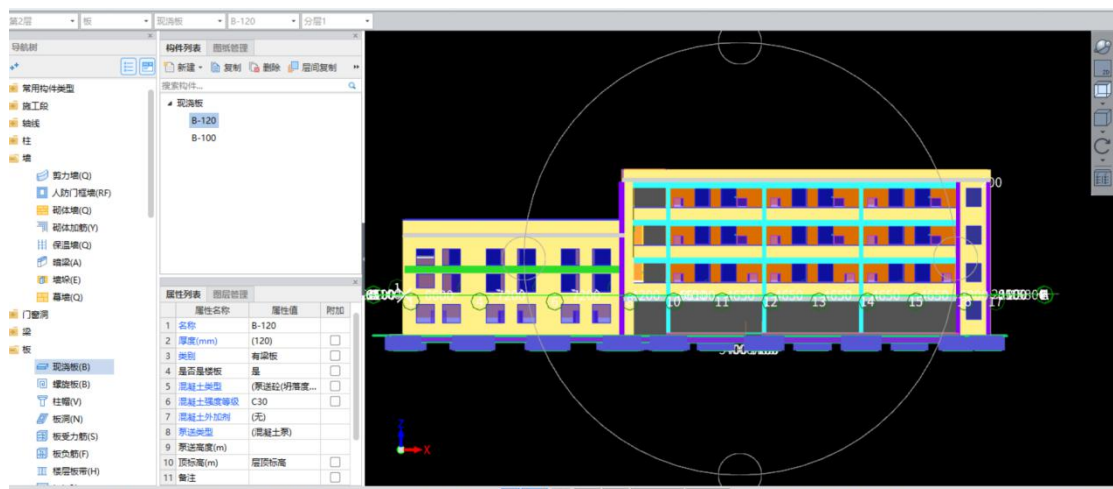 第2层 板 现浇板 B-120 分层1
导航树
常用构件类型
施工段
轴线
柱
墙
剪力墙(Q)
人防门框墙(RF)
砌体墙(Q)
砌体加筋(Y)
保温墙(Q)
暗梁(A)
墙垛(E)
幕墙(Q)
门窗洞
梁
板
现浇板(B)
螺旋板(B)
柱帽(V)
板洞(N)
板受力筋(S)
板负筋(F)
楼层板带(H)
构件列表 图纸管理
新建 复制 删除 层间复制
搜索构件...
现浇板
B-120
B-100
属性列表 图层管理
属性名称 属性值 附加
1 名称 B-120
2 厚度(mm) (120)
3 类别 有梁板
4 是否是楼板 是
5 混凝土类型 (泵送砼(坍落度...
6 混凝土强度等级 C30
7 混凝土外加剂 (无)
8 泵送类型 (混凝土泵)
9 泵送高度(m)
10 顶标高(m) 层顶标高
11 备注
10 11 12 13 14 15 16 17
Z
X